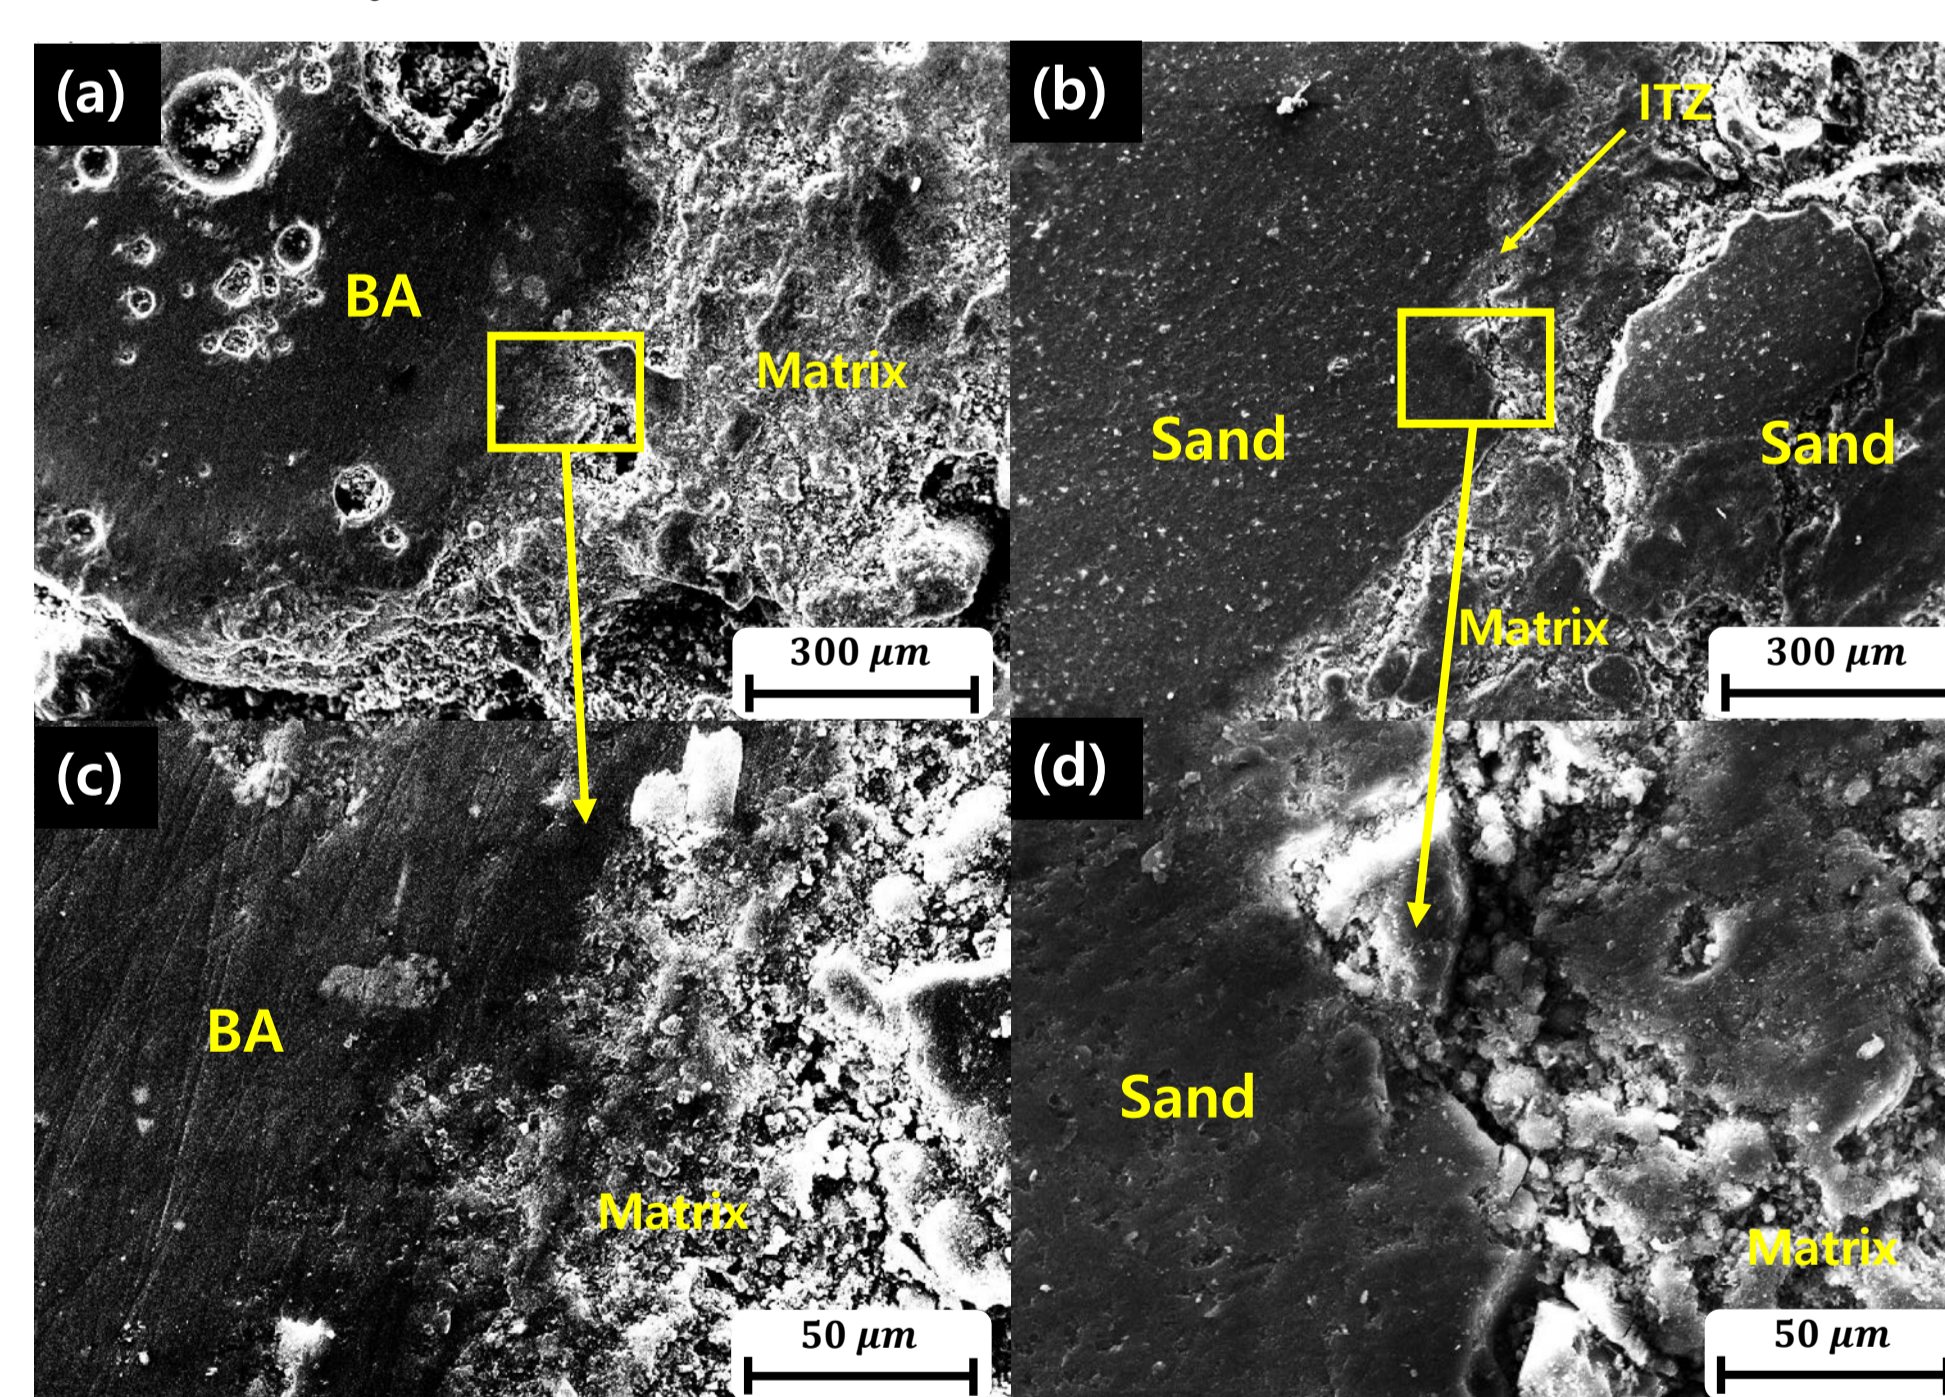 (a)
BA
Matrix
300 μm
(b)
ITZ
Sand
Sand
Matrix
300 μm
(c)
BA
Matrix
50 μm
(d)
Sand
Matrix
50 μm